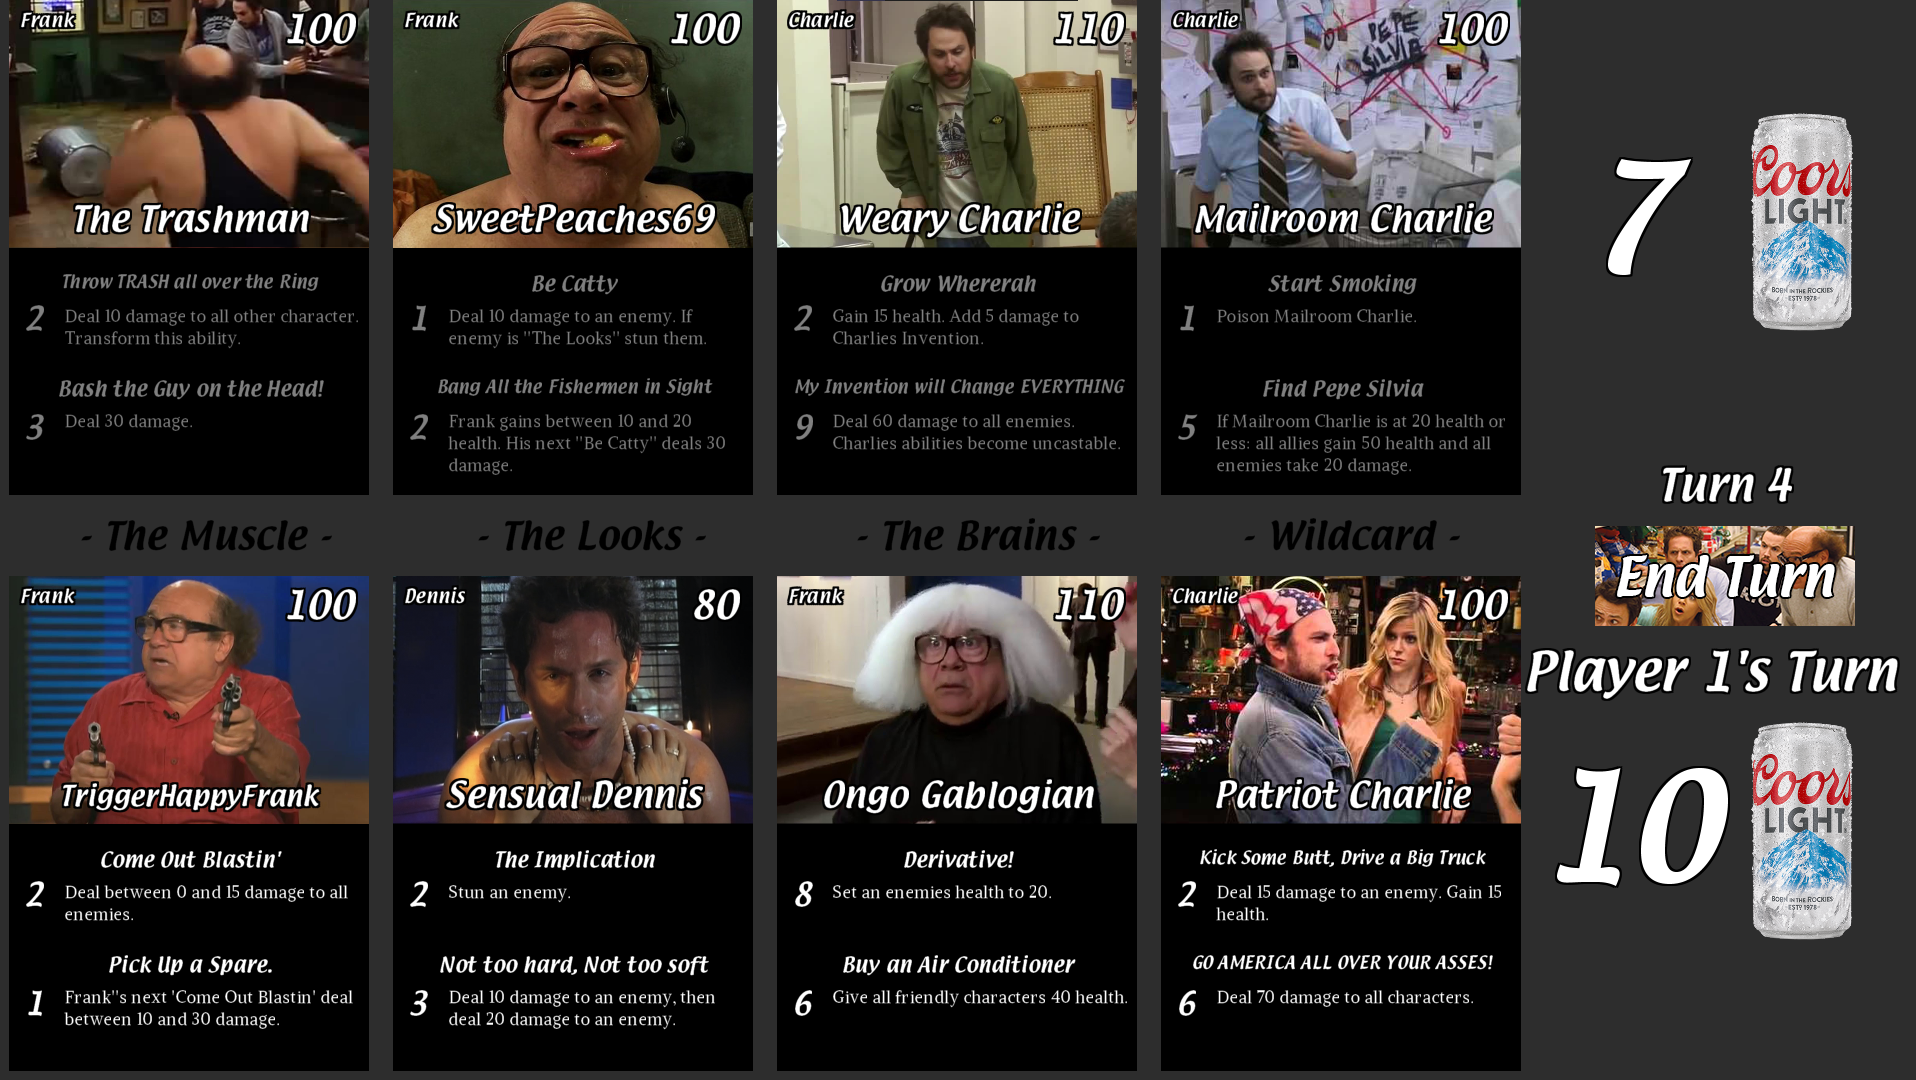 Frank
100
The Trashman
Throw TRASH all over the Ring
2
Deal 10 damage to all other character.
Transform this ability.
Bash the Guy on the Head!
3
Deal 30 damage.
Frank
100
SweetPeaches69
Be Catty
1
Deal 10 damage to an enemy. If
enemy is "The Looks" stun them.
Bang All the Fishermen in Sight
2
Frank gains between 10 and 20
health. His next "Be Catty" deals 30
damage.
Charlie
110
Weary Charlie
Grow Whererah
2
Gain 15 health. Add 5 damage to
Charlies Invention.
My Invention will Change EVERYTHING
9
Deal 60 damage to all enemies.
Charlies abilities become uncastable.
Charlie
100
PEPE
SILVIA
Mailroom Charlie
Start Smoking
1
Poison Mailroom Charlie.
Find Pepe Silvia
5
If Mailroom Charlie is at 20 health or
less: all allies gain 50 health and all
enemies take 20 damage.
7
Coors
LIGHT
BORN IN THE ROCKIES
EST'D 1978
- The Muscle -
- The Looks -
- The Brains -
- Wildcard -
Turn 4
End Turn
Player 1's Turn
Frank
100
TriggerHappyFrank
Come Out Blastin'
2
Deal between 0 and 15 damage to all
enemies.
Pick Up a Spare.
1
Frank"s next 'Come Out Blastin' deal
between 10 and 30 damage.
Dennis
80
Sensual Dennis
The Implication
2
Stun an enemy.
Not too hard, Not too soft
3
Deal 10 damage to an enemy, then
deal 20 damage to an enemy.
Frank
110
Ongo Gablogian
Derivative!
8
Set an enemies health to 20.
Buy an Air Conditioner
6
Give all friendly characters 40 health.
Charlie
100
Patriot Charlie
Kick Some Butt, Drive a Big Truck
2
Deal 15 damage to an enemy. Gain 15
health.
GO AMERICA ALL OVER YOUR ASSES!
6
Deal 70 damage to all characters.
10
Coors
LIGHT
BORN IN THE ROCKIES
EST'D 1978